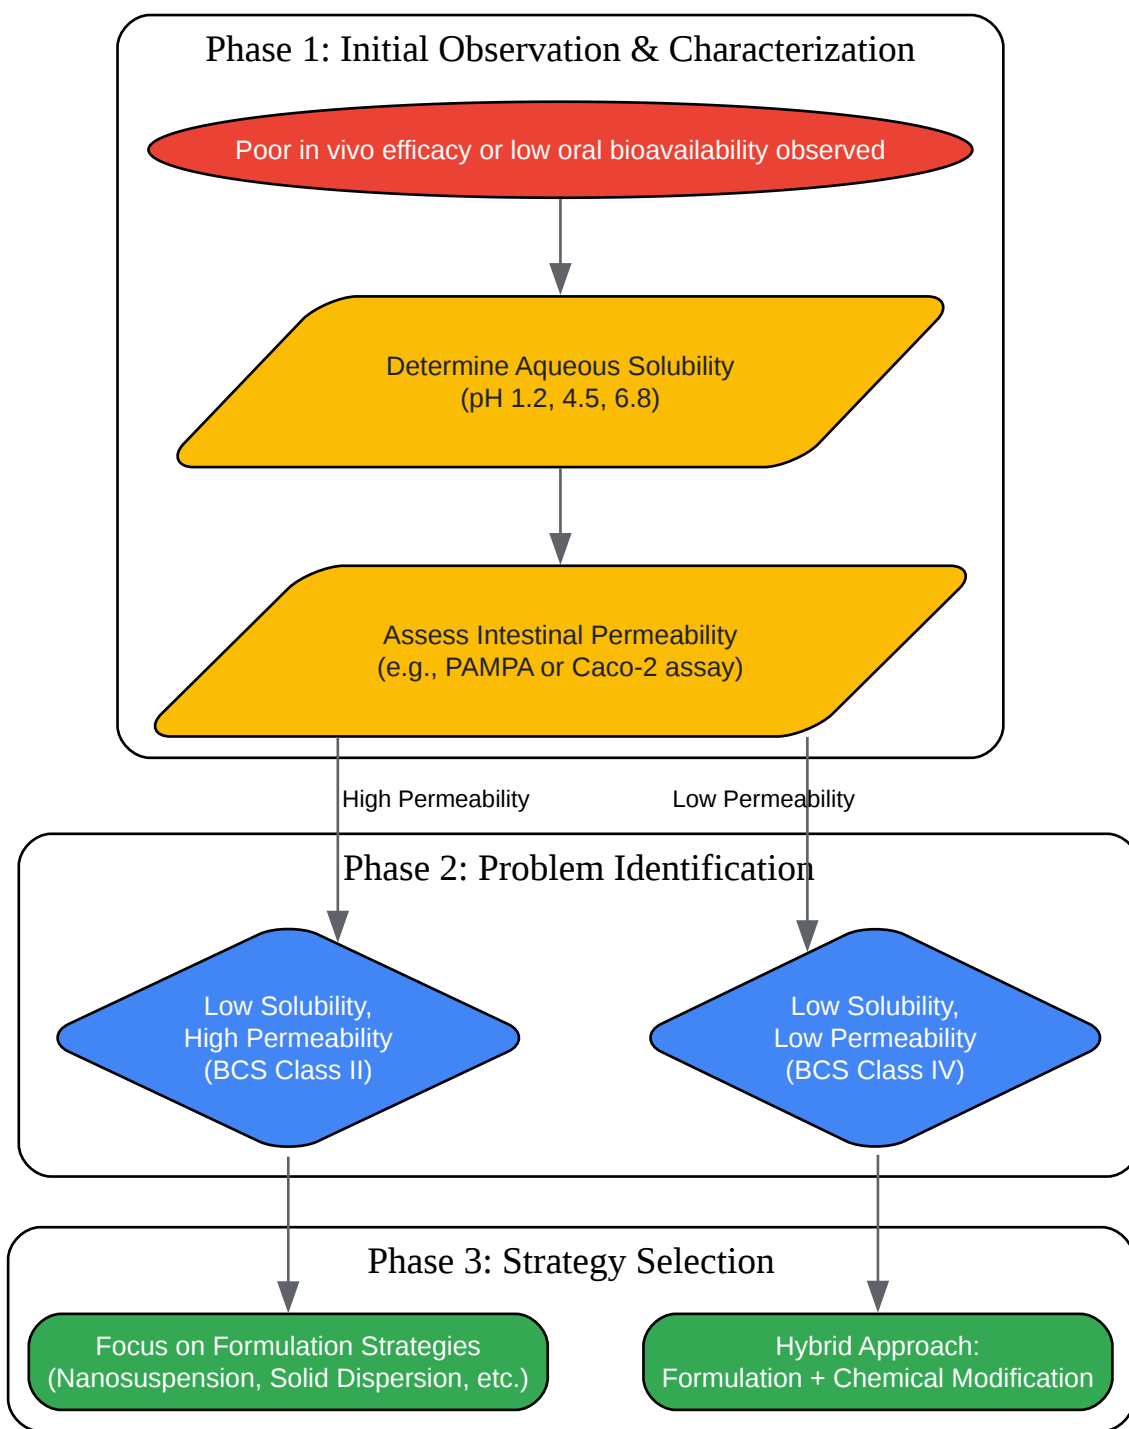 Phase 1: Initial Observation & Characterization
Poor in vivo efficacy or low oral bioavailability observed
Determine Aqueous Solubility
(pH 1.2, 4.5, 6.8)
Assess Intestinal Permeability
(e.g., PAMPA or Caco-2 assay)
High Permeability
Low Permeability
Phase 2: Problem Identification
Low Solubility,
High Permeability
(BCS Class II)
Low Solubility,
Low Permeability
(BCS Class IV)
Phase 3: Strategy Selection
Focus on Formulation Strategies
(Nanosuspension, Solid Dispersion, etc.)
Hybrid Approach:
Formulation + Chemical Modification